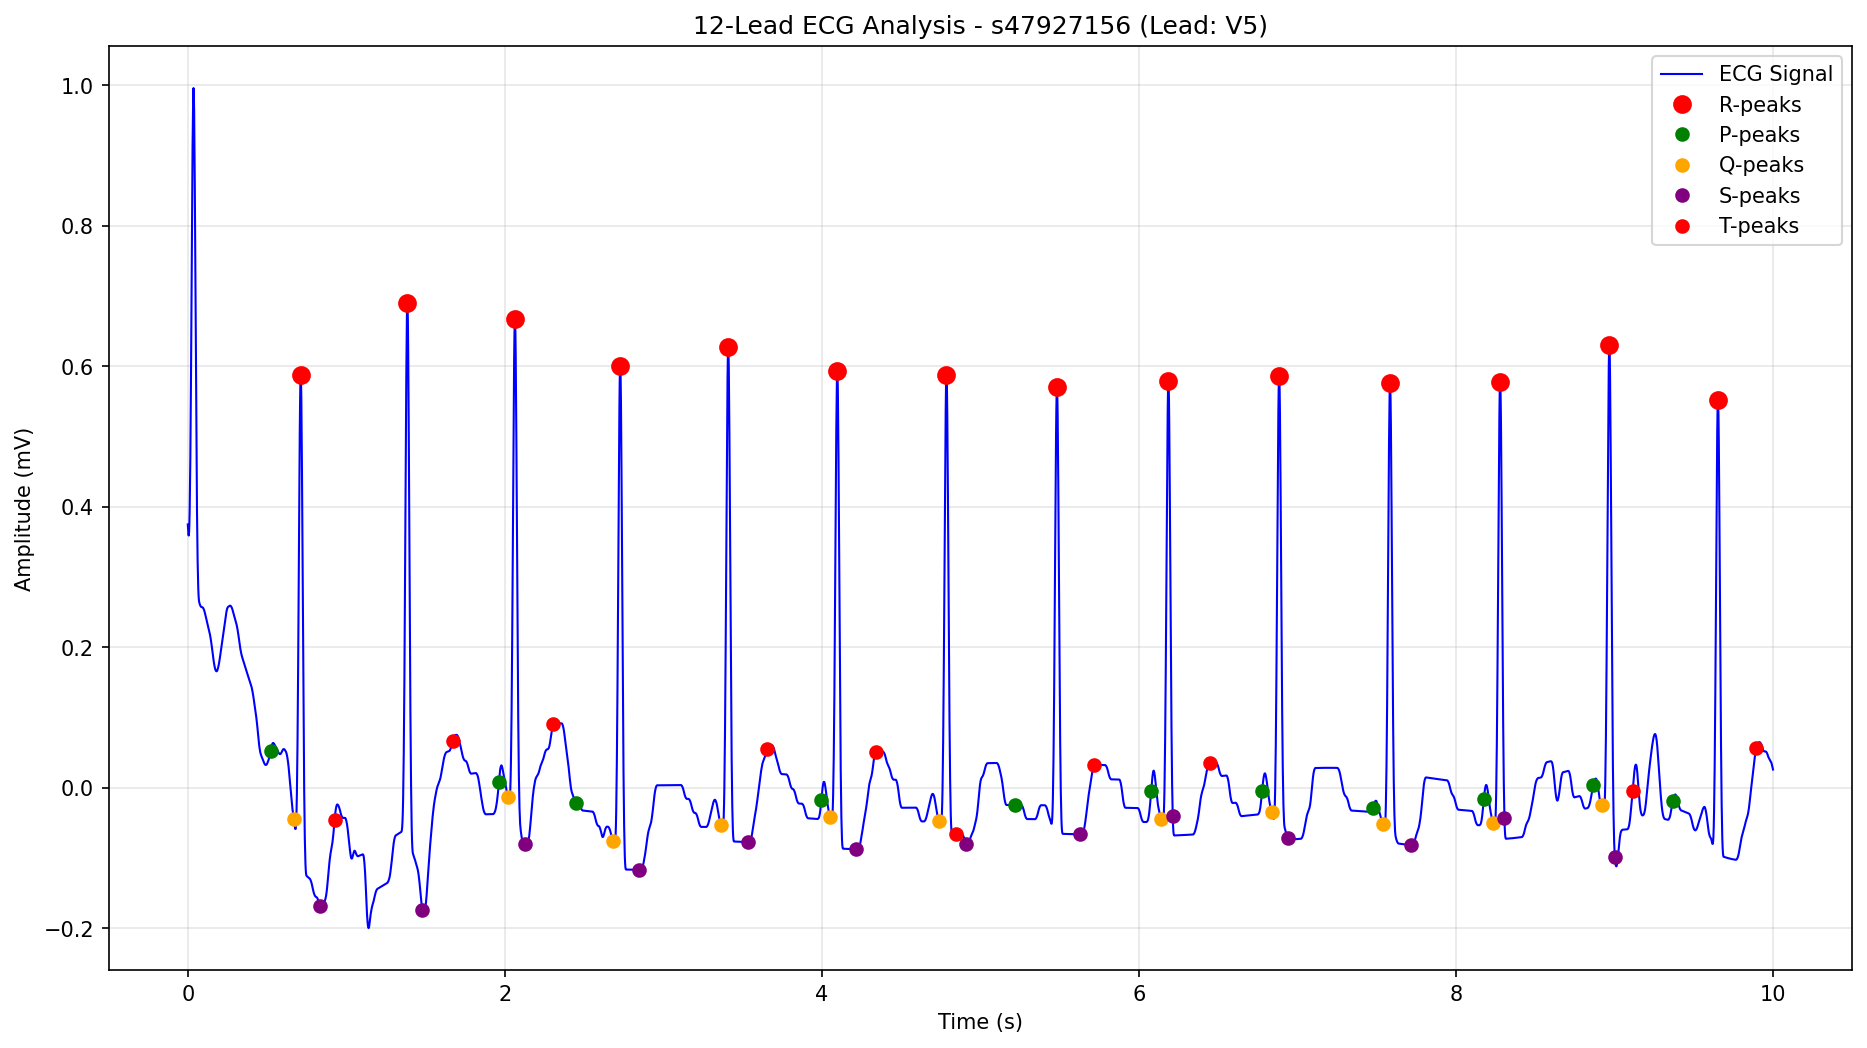 12-Lead ECG Analysis - s47927156 (Lead: V5)
ECG Signal
R-peaks
P-peaks
Q-peaks
S-peaks
T-peaks
Amplitude (mV)
1.0
0.8
0.6
0.4
0.2
0.0
−0.2
0 2 4 6 8 10
Time (s)